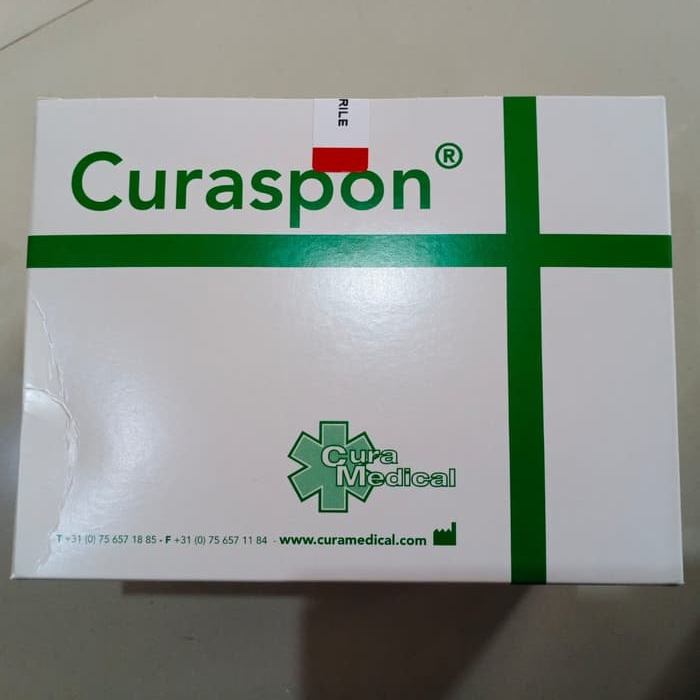 RILE
Curaspon®
Cura
Medical
T +31 (0) 75 657 18 85 - F +31 (0) 75 657 11 84 - www.curamedical.com